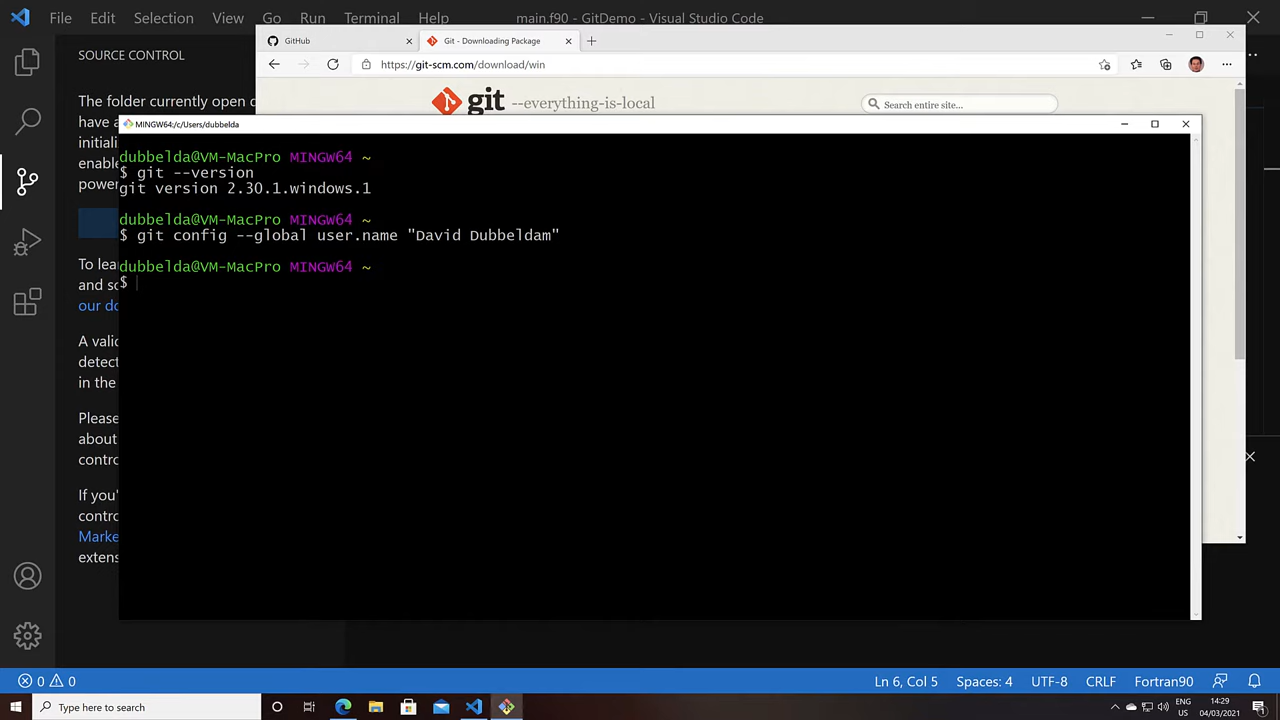 File Edit Selection View Go Run Terminal Help main.f90 - GitDemo - Visual Studio Code
SOURCE CONTROL
GitHub
Git - Downloading Package
https://git-scm.com/download/win
git --everything-is-local
Search entire site...
The folder currently open
have a
initiali
enable
power
MINGW64:/c/Users/dubbelda
dubbelda@VM-MacPro MINGW64 ~
$ git --version
git version 2.30.1.windows.1
dubbelda@VM-MacPro MINGW64 ~
$ git config --global user.name "David Dubbeldam"
dubbelda@VM-MacPro MINGW64 ~
$
To lea
and so
our do
A valid
detect
in the
Please
about
contro
If you'
contro
Marke
extens
0 0
Ln 6, Col 5 Spaces: 4 UTF-8 CRLF Fortran90
Type here to search
ENG
US
14:29
04/03/2021
1